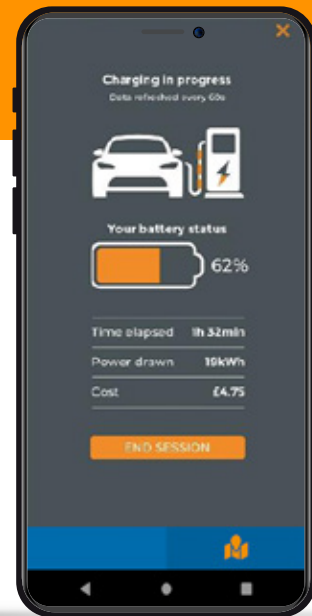 Charging in progress
Data refreshed every 60s
Your battery status
62%
Time elapsed 1h 32min
Power drawn 19kWh
Cost £4.75
END SESSION